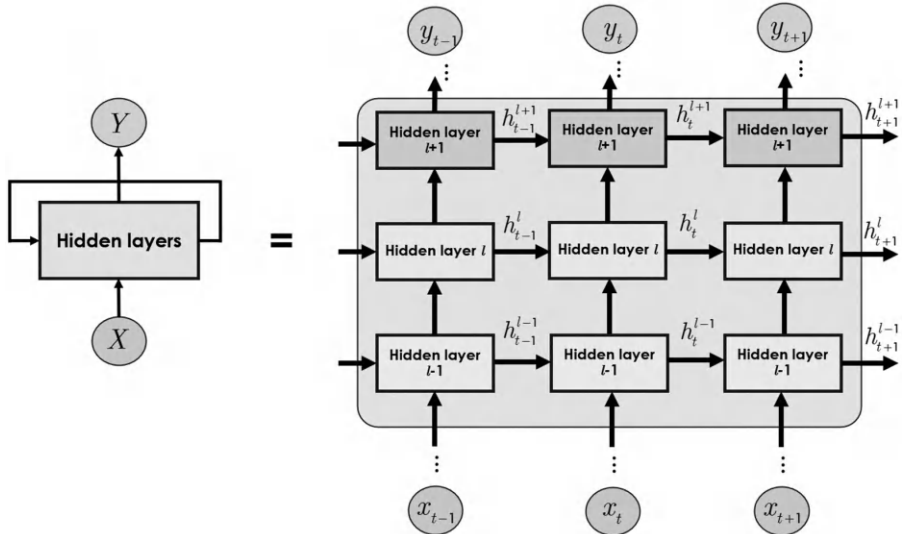 y_{t-1} y_t y_{t+1}
⋮ ⋮ ⋮
h_{t-1}^{l+1} h_t^{l+1} h_{t+1}^{l+1}
Hidden layer Hidden layer Hidden layer
l+1 l+1 l+1
Y
Hidden layers
=
h_{t-1}^{l} h_t^{l} h_{t+1}^{l}
Hidden layer l Hidden layer l Hidden layer l
X
h_{t-1}^{l-1} h_t^{l-1} h_{t+1}^{l-1}
Hidden layer Hidden layer Hidden layer
l-1 l-1 l-1
⋮ ⋮ ⋮
x_{t-1} x_t x_{t+1}